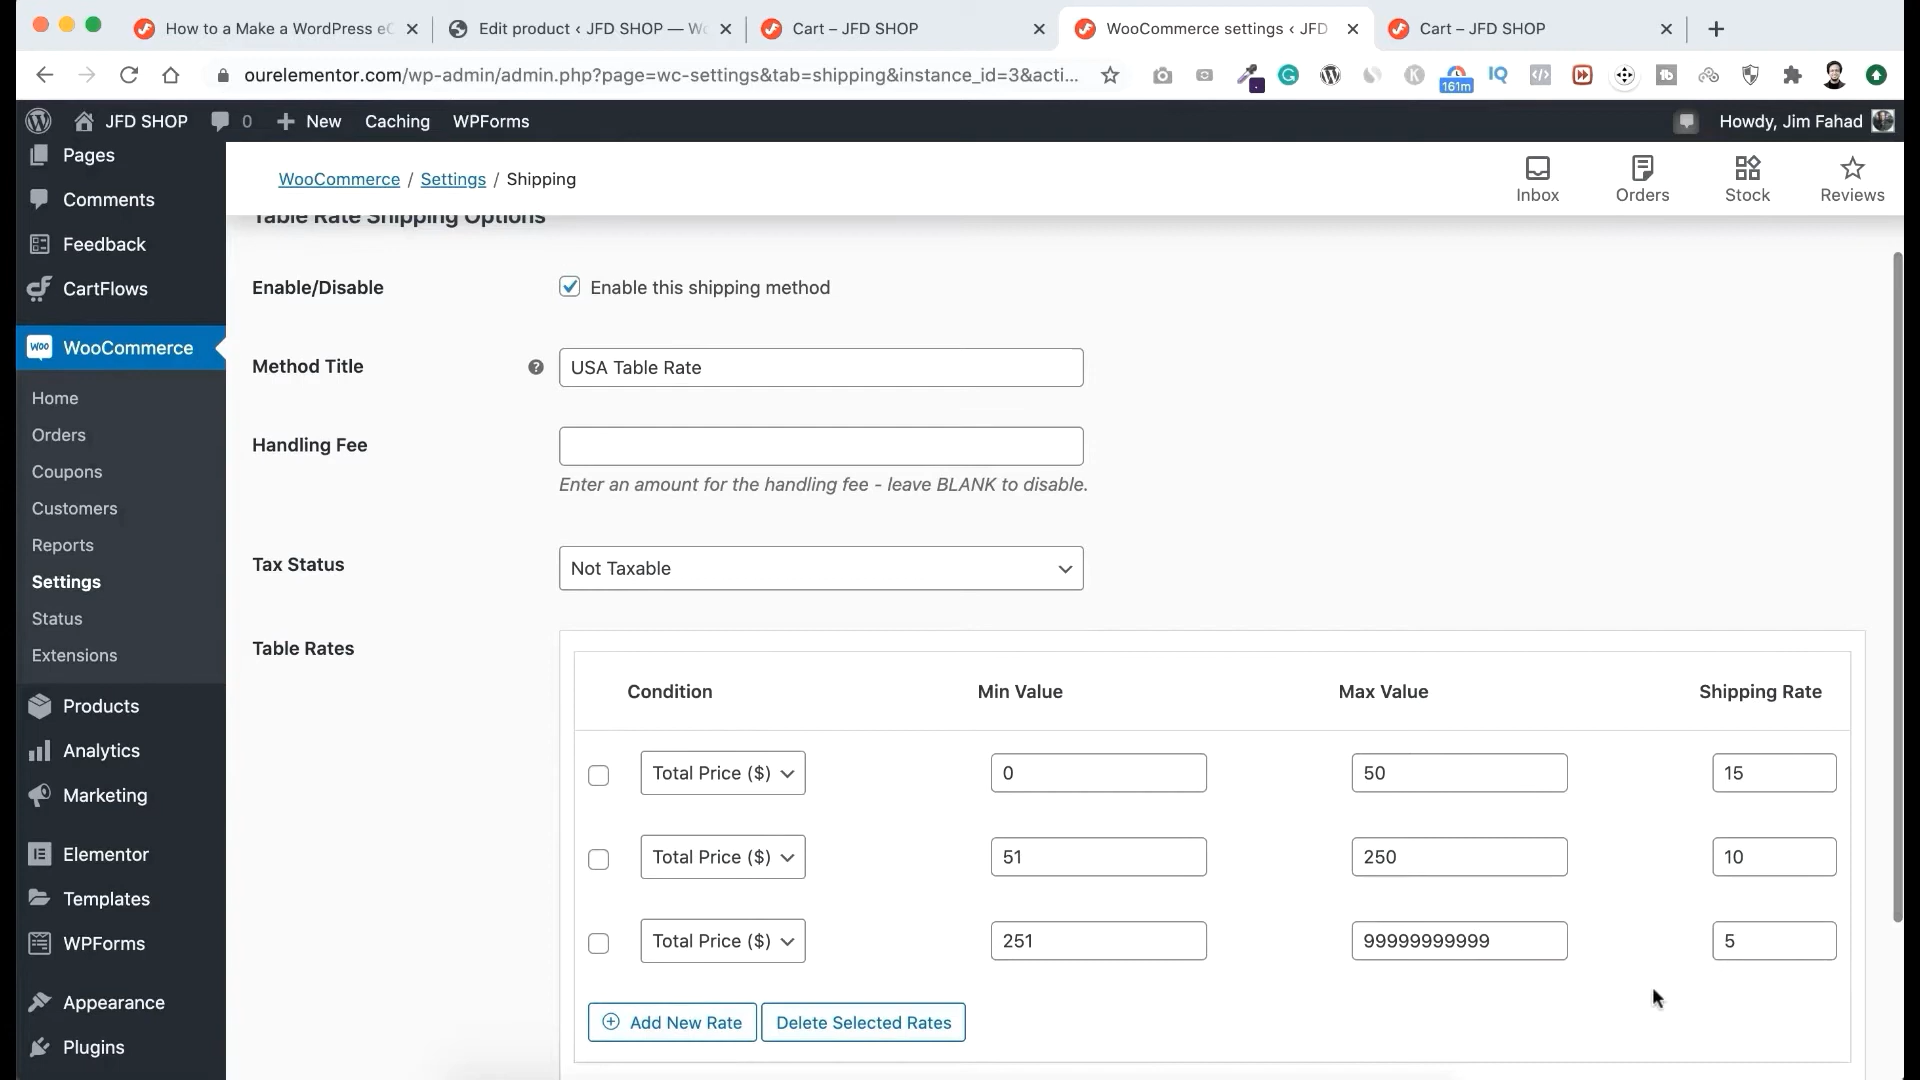 How to a Make a WordPress eC
Edit product ‹ JFD SHOP — Wo
Cart – JFD SHOP
WooCommerce settings ‹ JFD
Cart – JFD SHOP
ourelementor.com/wp-admin/admin.php?page=wc-settings&tab=shipping&instance_id=3&acti...
161m
IQ
JFD SHOP
0
New
Caching
WPForms
Howdy, Jim Fahad
Pages
Comments
Feedback
CartFlows
WooCommerce
Home
Orders
Coupons
Customers
Reports
Settings
Status
Extensions
Products
Analytics
Marketing
Elementor
Templates
WPForms
Appearance
Plugins
WooCommerce / Settings / Shipping
Inbox
Orders
Stock
Reviews
Table Rate Shipping Options
Enable/Disable
Enable this shipping method
Method Title
USA Table Rate
Handling Fee
Enter an amount for the handling fee - leave BLANK to disable.
Tax Status
Not Taxable
Table Rates
Condition Min Value Max Value Shipping Rate
Total Price ($) 0 50 15
Total Price ($) 51 250 10
Total Price ($) 251 99999999999 5
Add New Rate
Delete Selected Rates